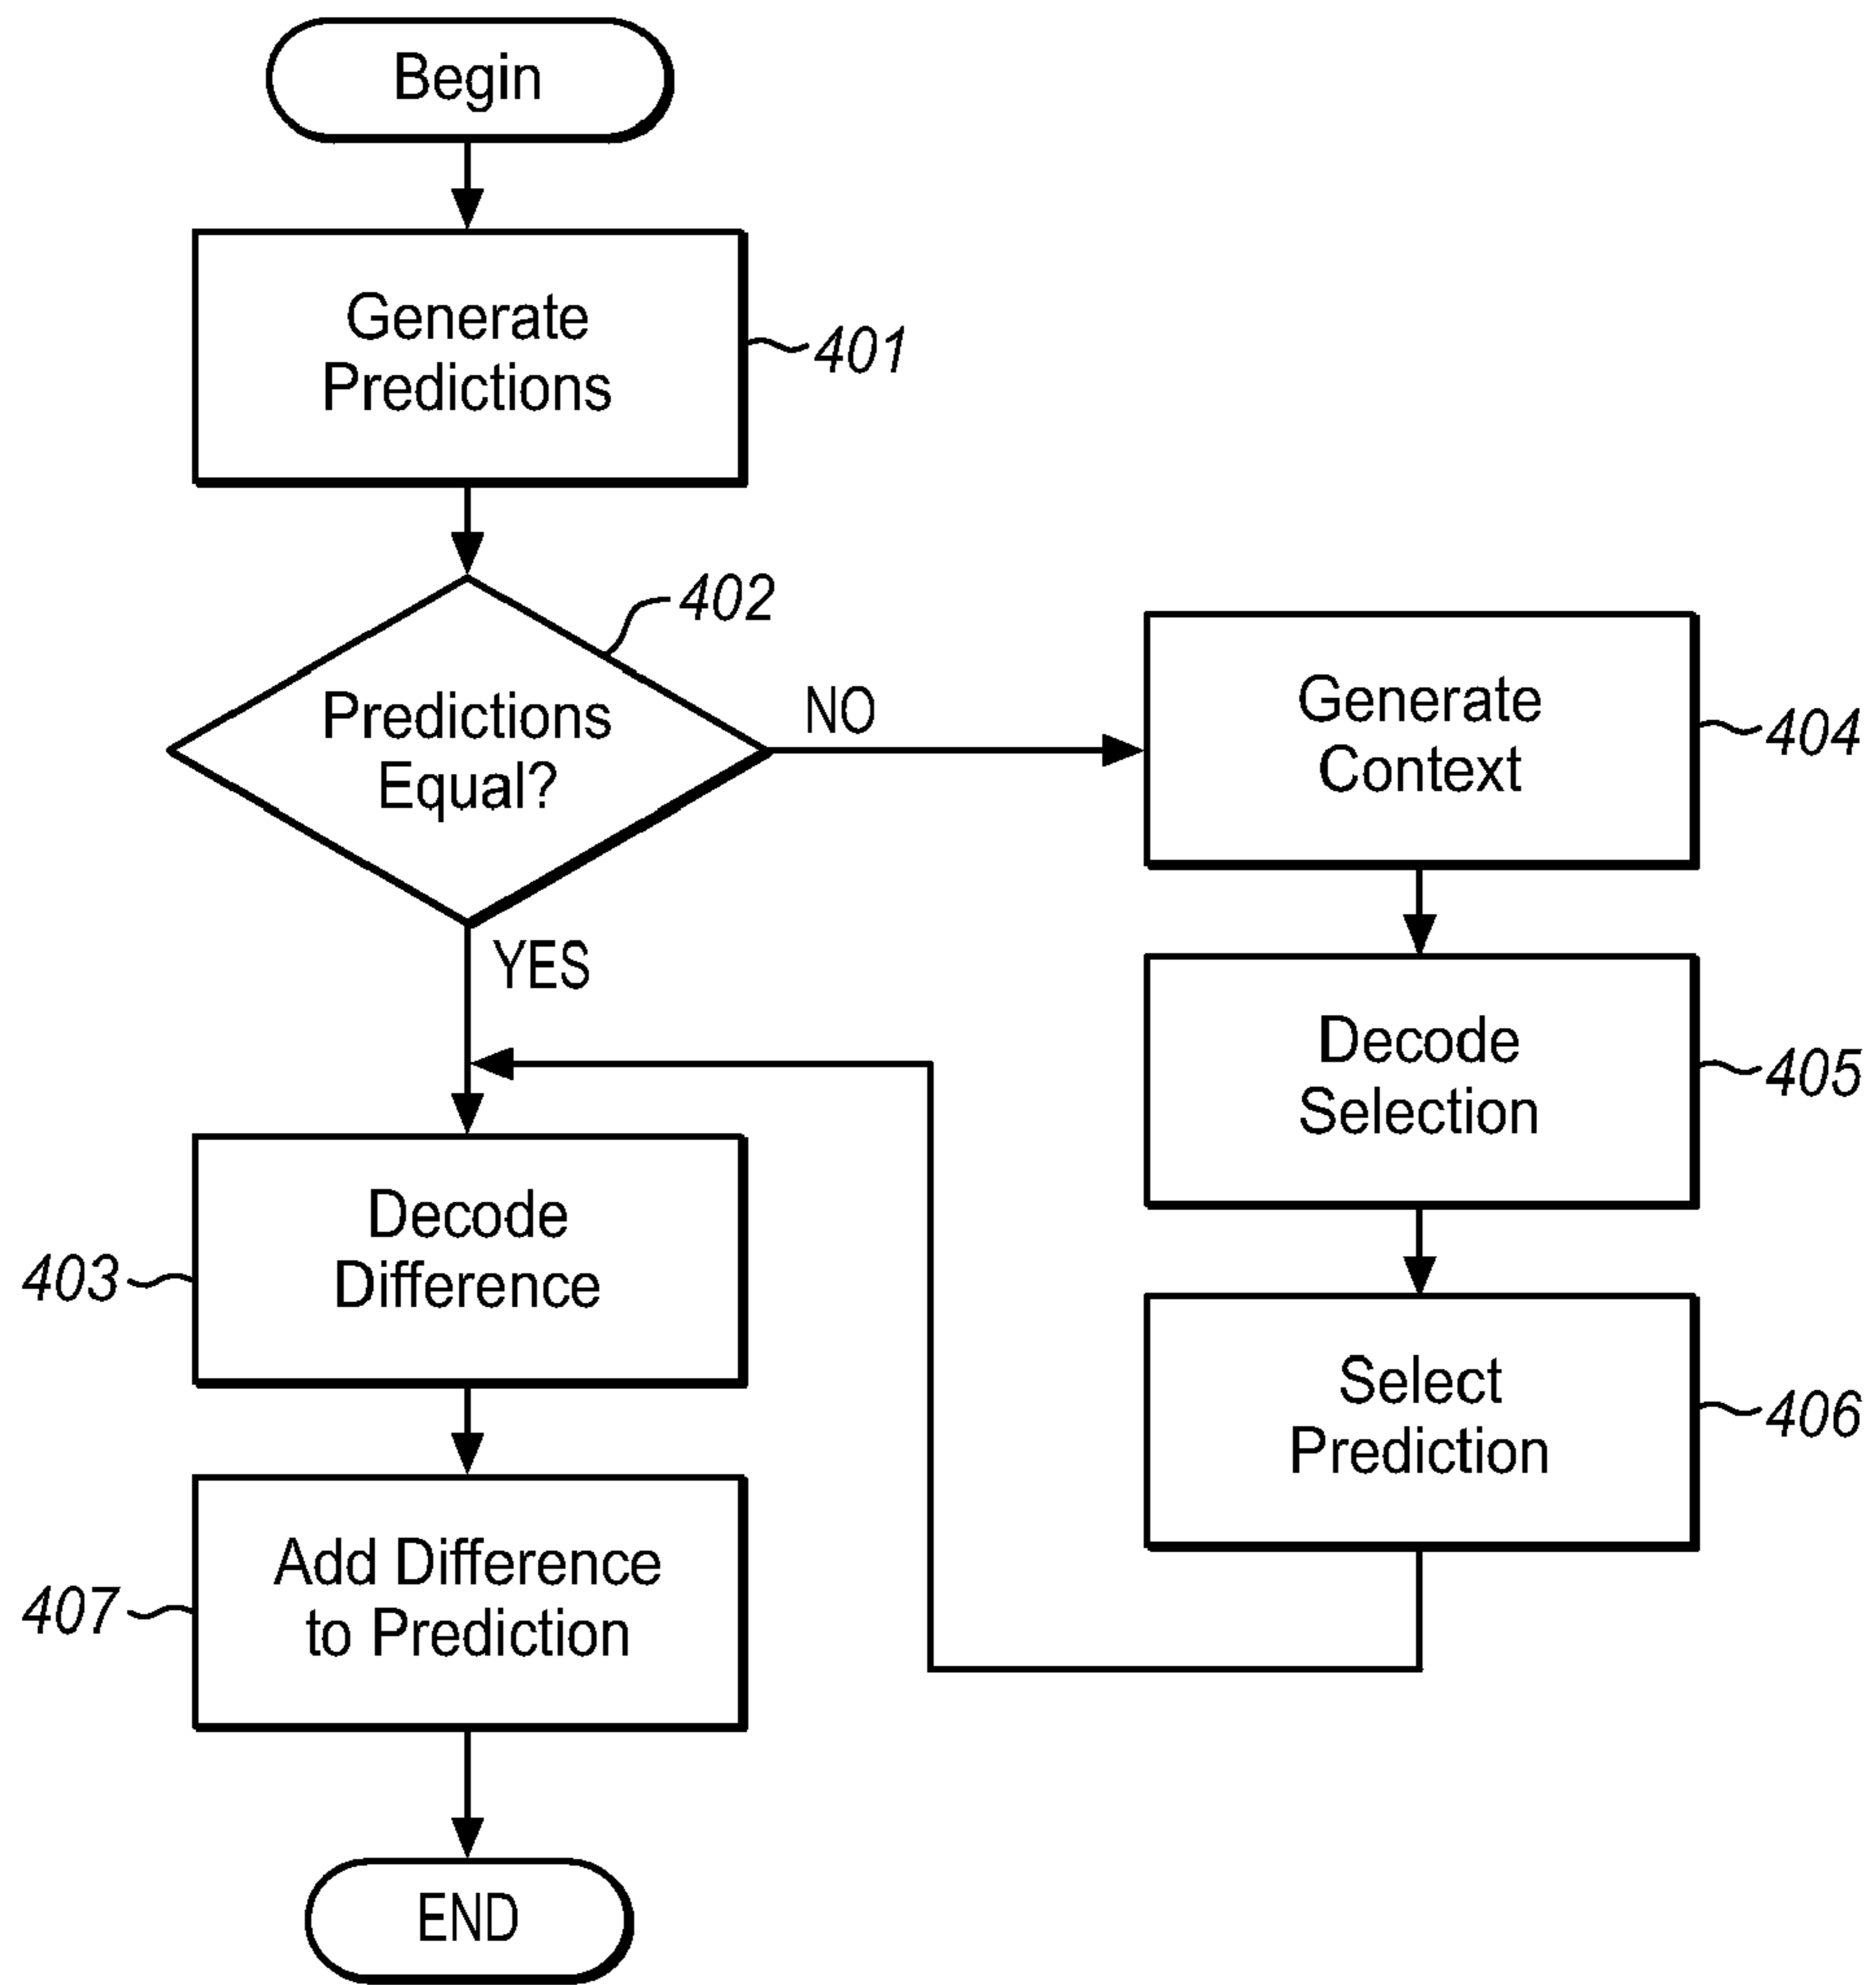 Begin
Generate
Predictions
401
Predictions
Equal?
402
NO
YES
Generate
Context
404
Decode
Selection
405
Select
Prediction
406
Decode
Difference
403
Add Difference
to Prediction
407
END